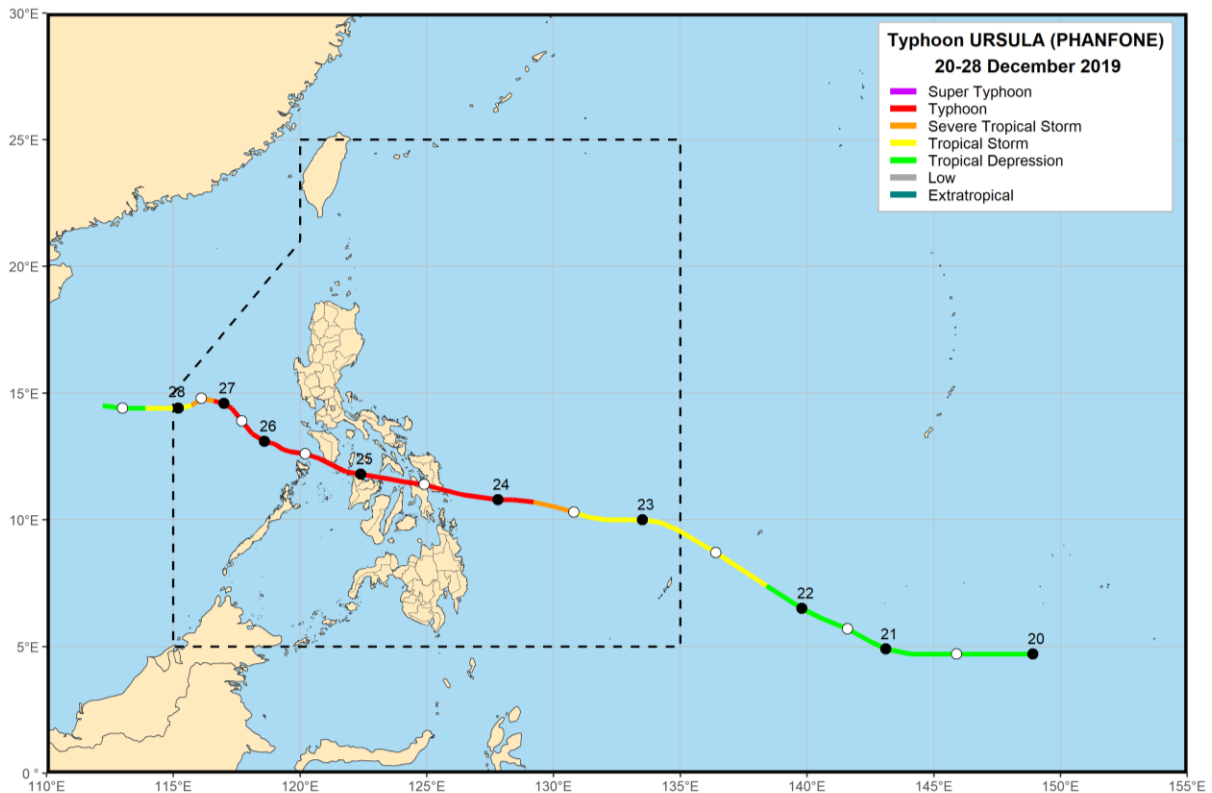 30°E
Typhoon URSULA (PHANFONE)
20-28 December 2019
Super Typhoon
Typhoon
Severe Tropical Storm
Tropical Storm
Tropical Depression
Low
Extratropical
25°E
20°E
15°E
28
27
26
25
24
23
10°E
22
21
20
5°E
0 °
110°E
115°E
120°E
125°E
130°E
135°E
140°E
145°E
150°E
155°E